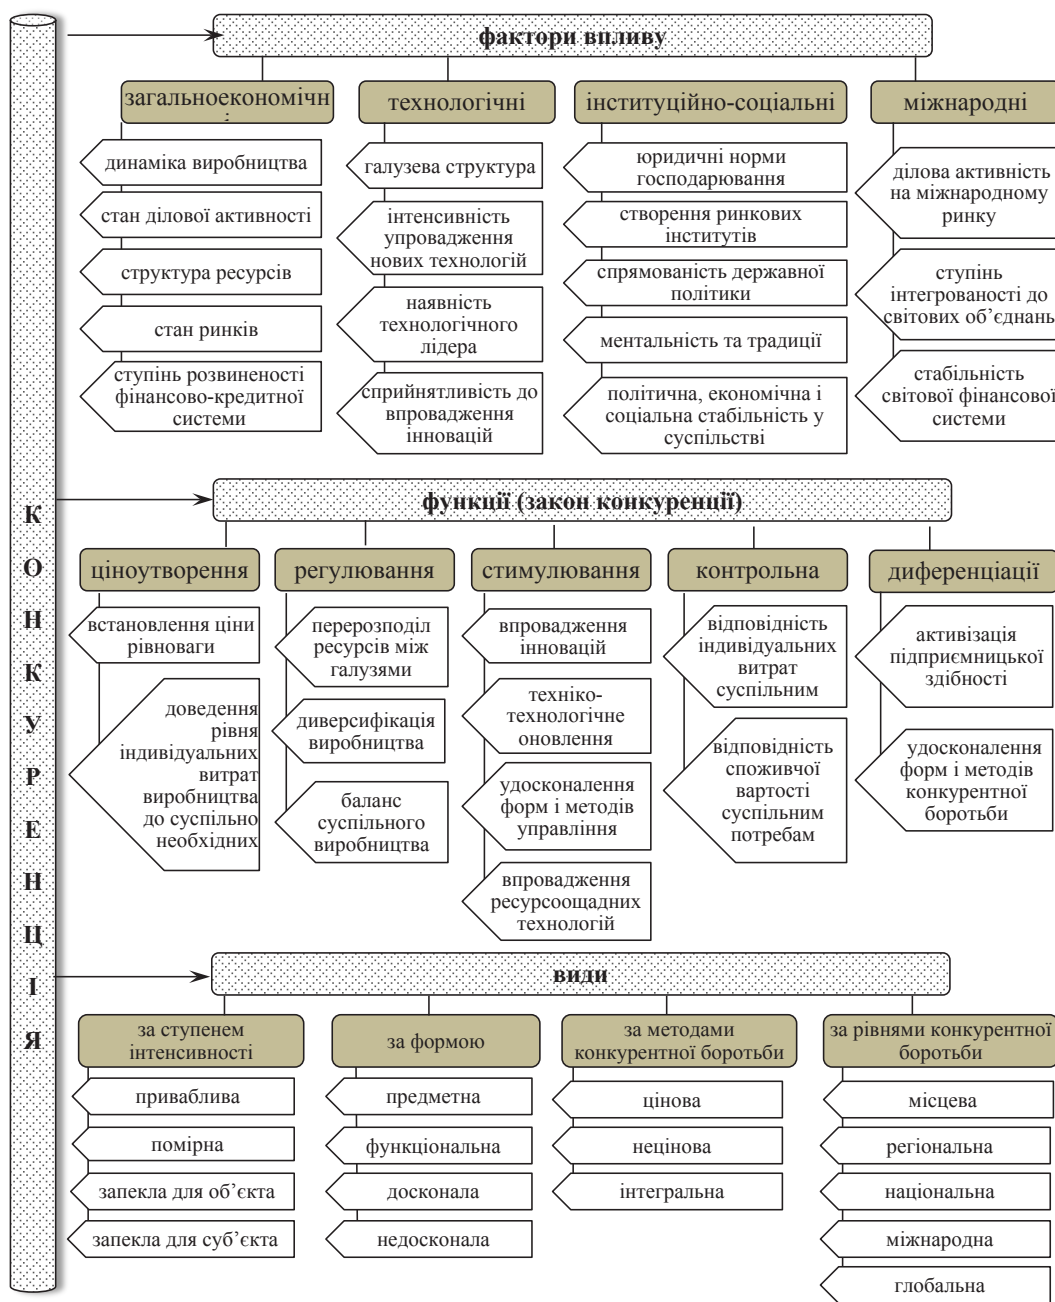 КОНКУРЕНЦІЯ
фактори впливу
загальноекономічн
і
динаміка виробництва
стан ділової активності
структура ресурсів
стан ринків
ступінь розвиненості
фінансово-кредитної
системи
технологічні
галузева структура
інтенсивність
упровадження
нових технологій
наявність
технологічного
лідера
сприйнятливість до
впровадження
інновацій
інституційно-соціальні
юридичні норми
господарювання
створення ринкових
інститутів
спрямованість державної
політики
ментальність та традиції
політична, економічна і
соціальна стабільність у
суспільстві
міжнародні
ділова активність
на міжнародному
ринку
ступінь
інтегрованості до
світових об’єднань
стабільність
світової фінансової
системи
функції (закон конкуренції)
ціноутворення
встановлення ціни
рівноваги
доведення
рівня
індивідуальних
витрат
виробництва
до суспільно
необхідних
регулювання
перерозподіл
ресурсів між
галузями
диверсифікація
виробництва
баланс
суспільного
виробництва
стимулювання
впровадження
інновацій
техніко-
технологічне
оновлення
удосконалення
форм і методів
управління
впровадження
ресурсоощадних
технологій
контрольна
відповідність
індивідуальних
витрат
суспільним
відповідність
споживчої
вартості
суспільним
потребам
диференціації
активізація
підприємницької
здібності
удосконалення
форм і методів
конкурентної
боротьби
види
за ступенем
інтенсивності
приваблива
помірна
запекла для об’єкта
запекла для суб’єкта
за формою
предметна
функціональна
досконала
недосконала
за методами
конкурентної боротьби
цінова
нецінова
інтегральна
за рівнями конкурентної
боротьби
місцева
регіональна
національна
міжнародна
глобальна